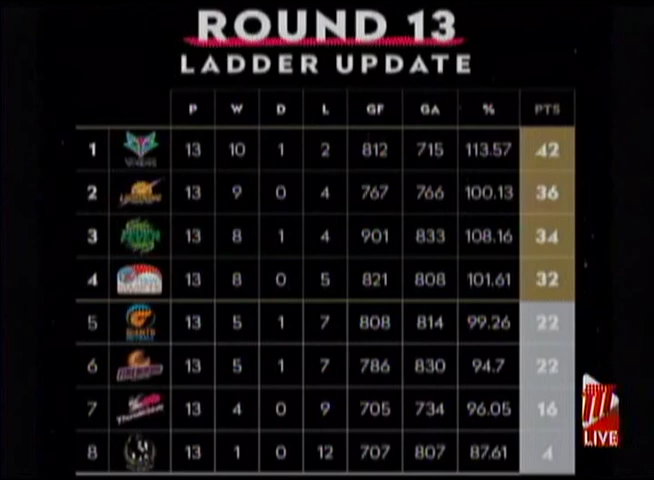 ROUND 13
LADDER UPDATE
P W D L GF GA % PTS
1 13 10 1 2 812 715 113.57 42
2 13 9 0 4 767 766 100.13 36
3 13 8 1 4 901 833 108.16 34
4 13 8 0 5 821 808 101.61 32
5 GIANTS 13 5 1 7 808 814 99.26 22
6 13 5 1 7 786 830 94.7 22
7 Thunderbirds 13 4 0 9 705 734 96.05 16
8 13 1 0 12 707 807 87.61 4
LIVE